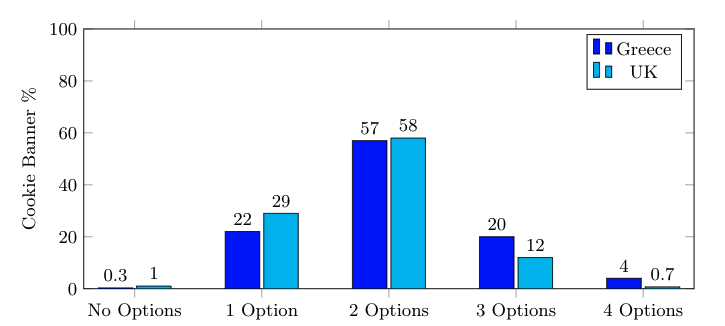 100
80
60
40
20
0
Cookie Banner %
Greece
UK
0.3 1
22 29
57 58
20 12
4 0.7
No Options 1 Option 2 Options 3 Options 4 Options